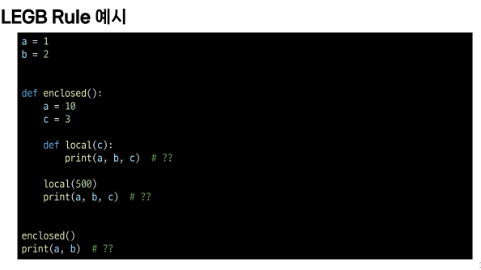 LEGB Rule 예시
a = 1
b = 2
def enclosed():
    a = 10
    c = 3
    def local(c):
        print(a, b, c)  # ??
    local(500)
    print(a, b, c)  # ??
enclosed()
print(a, b)  # ??